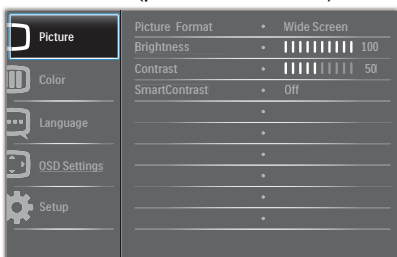 Picture
Color
Language
OSD Settings
Setup
Picture Format • Wide Screen
Brightness • 100
Contrast • 50
SmartContrast • Off
•
•
•
•
•
•